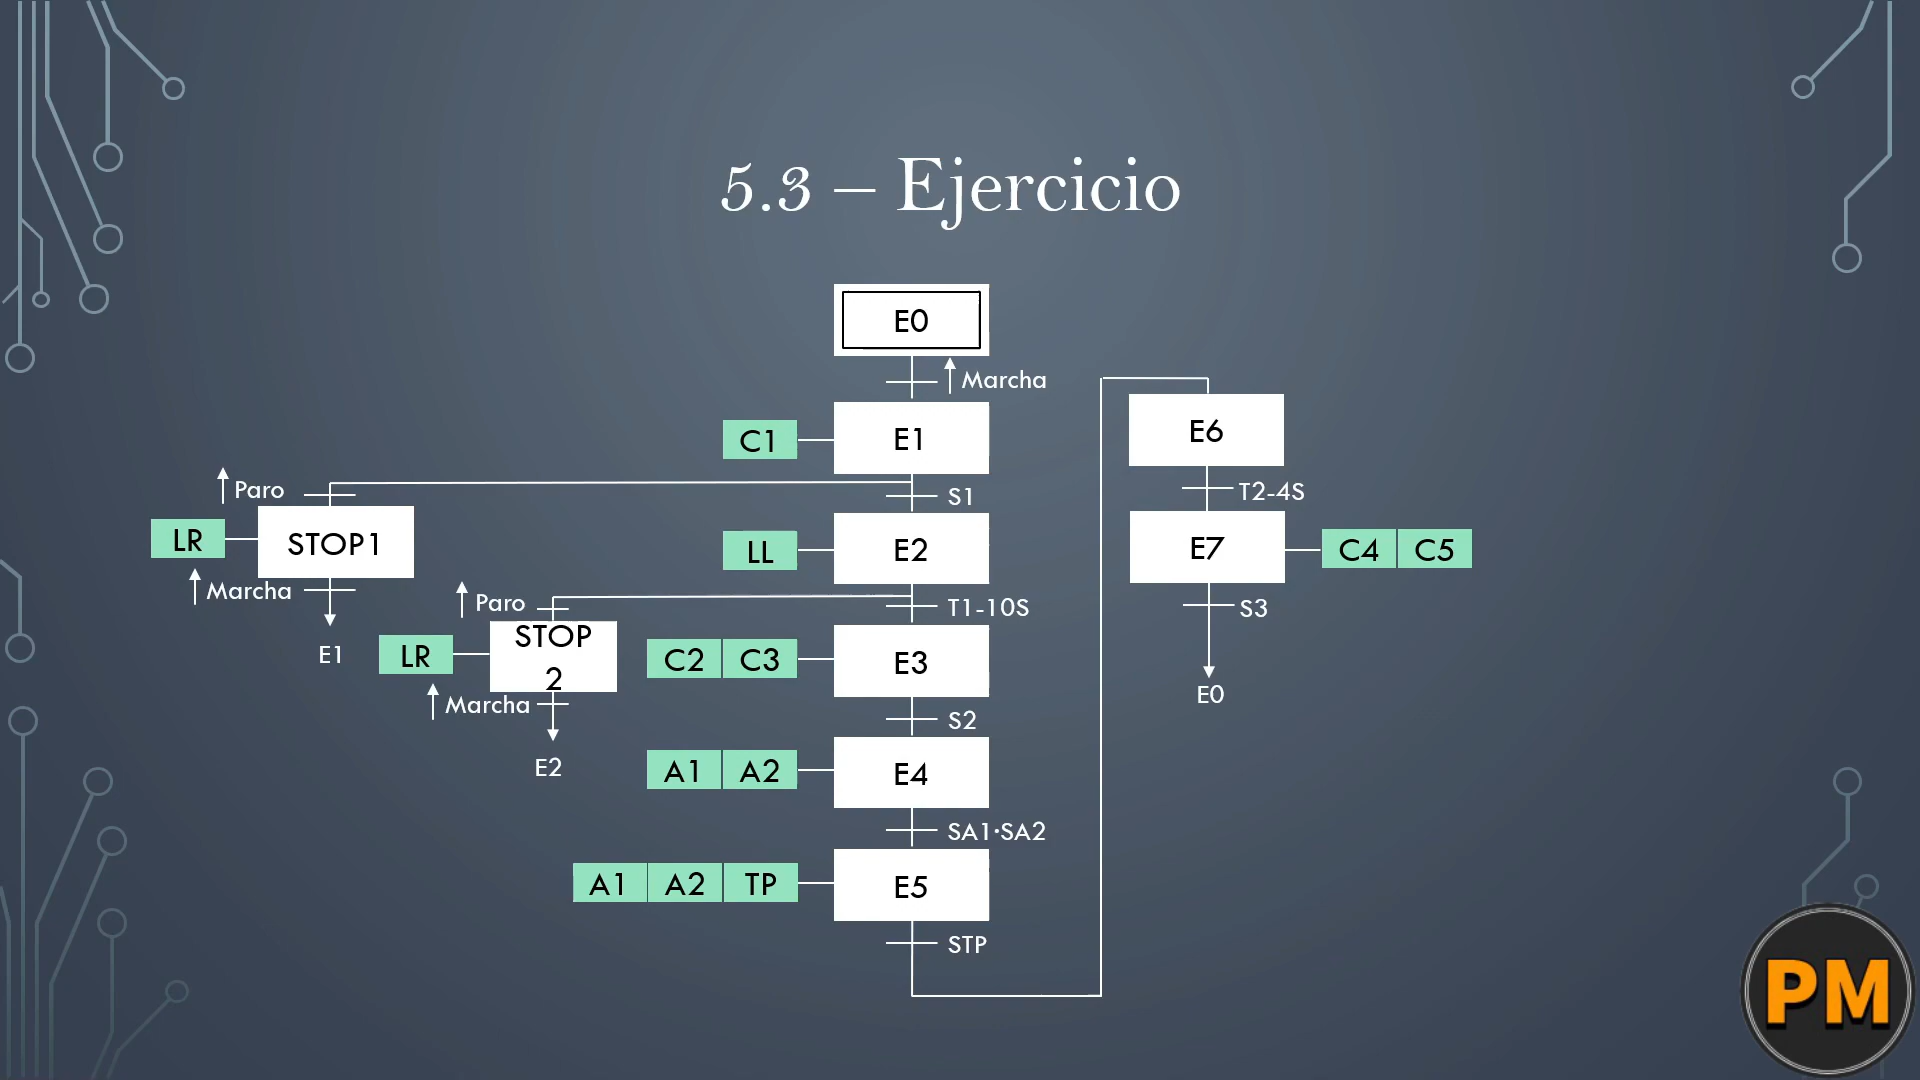 5.3 – Ejercicio
E0
Marcha
C1
E1
E6
Paro
S1
T2-4S
LR
STOP1
LL
E2
E7
C4 C5
Marcha
E1
Paro
T1-10S
S3
LR
STOP
2
C2 C3
E3
E0
Marcha
S2
E2
A1 A2
E4
SA1·SA2
A1 A2 TP
E5
STP
PM